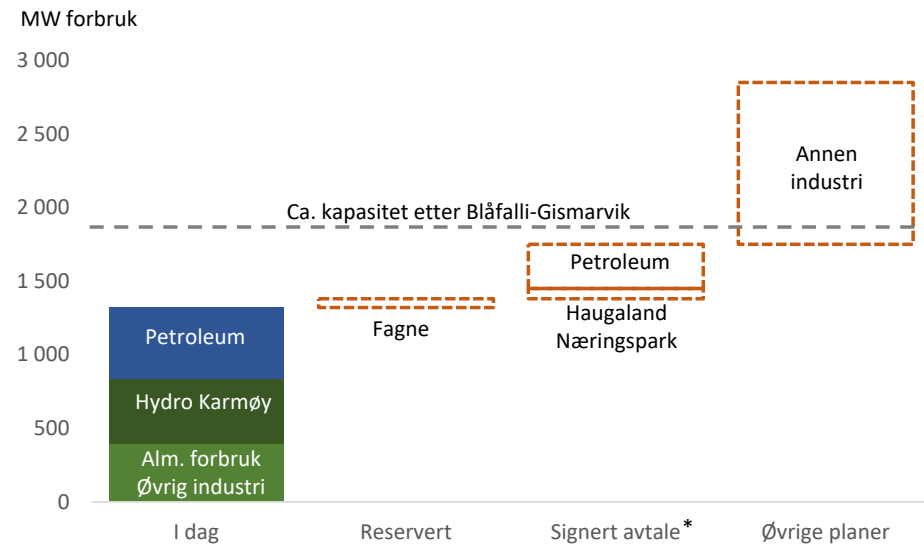 MW forbruk
3 000
2 500
2 000
1 500
1 000
500
0
Ca. kapasitet etter Blåfalli-Gismarvik
Petroleum
Hydro Karmøy
Alm. forbruk
Øvrig industri
Fagne
Petroleum
Haugaland
Næringspark
Annen
industri
I dag
Reservert
Signert avtale*
Øvrige planer